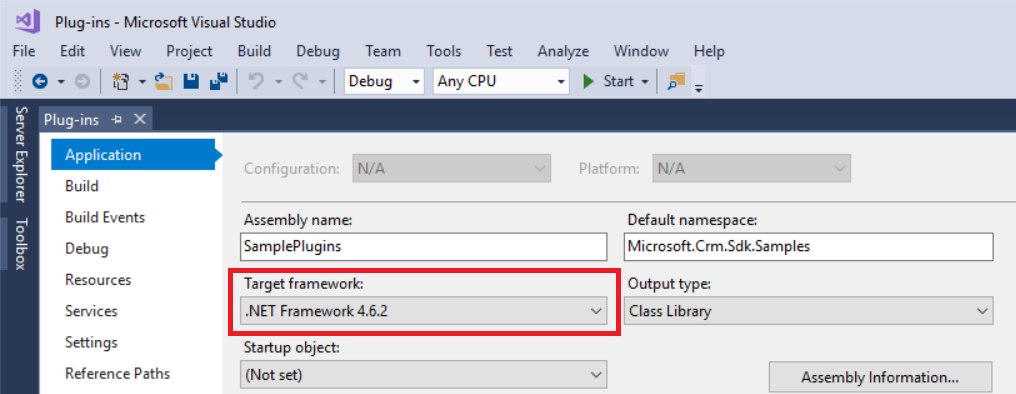 Plug-ins - Microsoft Visual Studio
File Edit View Project Build Debug Team Tools Test Analyze Window Help
Debug Any CPU Start
Server Explorer
Toolbox
Plug-ins
Application
Build
Build Events
Debug
Resources
Services
Settings
Reference Paths
Configuration: N/A Platform: N/A
Assembly name: Default namespace:
SamplePlugins Microsoft.Crm.Sdk.Samples
Target framework: Output type:
.NET Framework 4.6.2 Class Library
Startup object:
(Not set) Assembly Information...